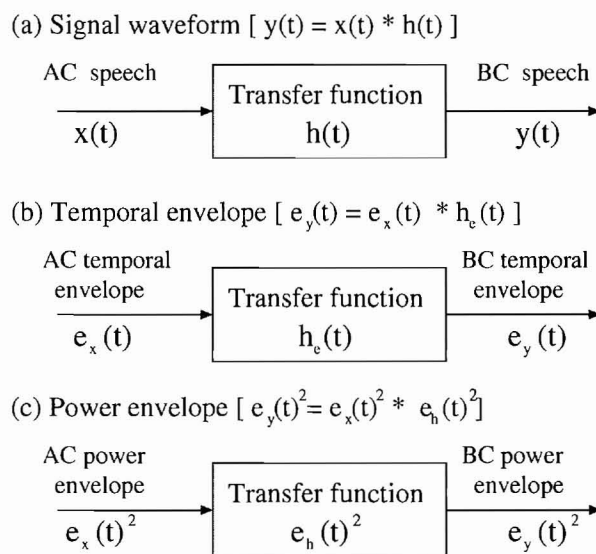 (a) Signal waveform [ y(t) = x(t) * h(t) ]
AC speech
x(t)
Transfer function
h(t)
BC speech
y(t)
(b) Temporal envelope [ e_y(t) = e_x(t) * h_e(t) ]
AC temporal
envelope
e_x(t)
Transfer function
h_e(t)
BC temporal
envelope
e_y(t)
(c) Power envelope [ e_y(t)^2 = e_x(t)^2 * e_h(t)^2]
AC power
envelope
e_x(t)^2
Transfer function
e_h(t)^2
BC power
envelope
e_y(t)^2